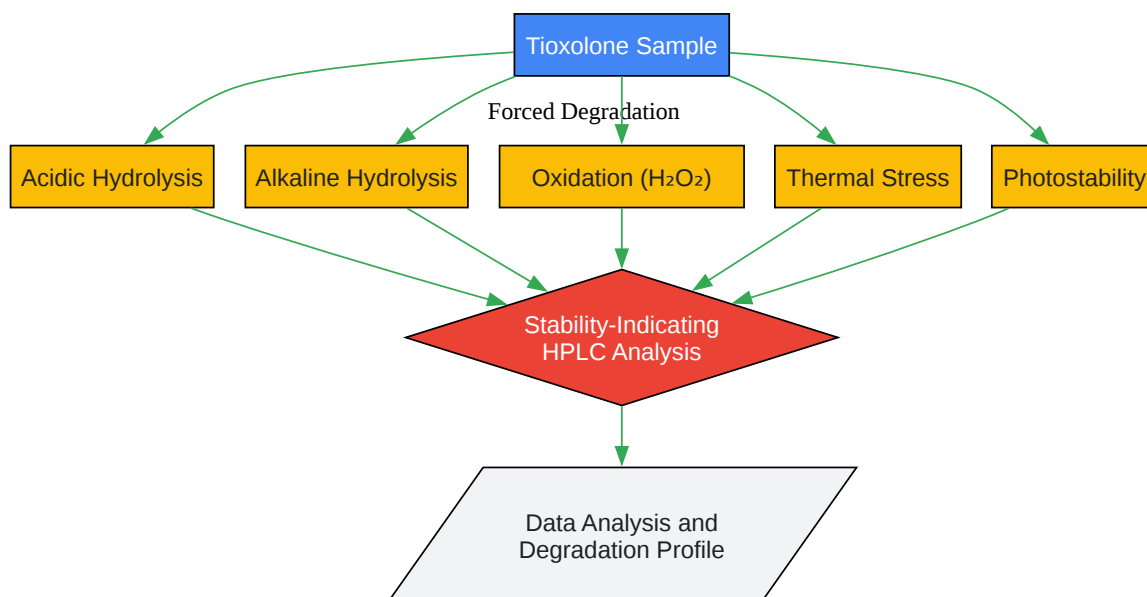 Tioxolone Sample
Forced Degradation
Acidic Hydrolysis
Alkaline Hydrolysis
Oxidation (H₂O₂)
Thermal Stress
Photostability
Stability-Indicating
HPLC Analysis
Data Analysis and
Degradation Profile